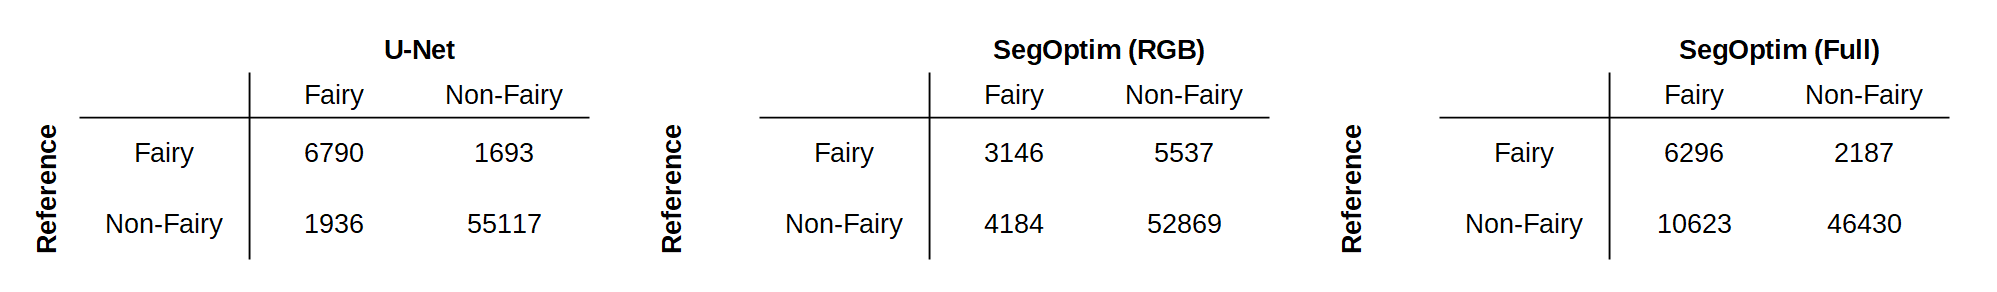 U-Net
Fairy Non-Fairy
Reference
Fairy 6790 1693
Non-Fairy 1936 55117
SegOptim (RGB)
Fairy Non-Fairy
Reference
Fairy 3146 5537
Non-Fairy 4184 52869
SegOptim (Full)
Fairy Non-Fairy
Reference
Fairy 6296 2187
Non-Fairy 10623 46430